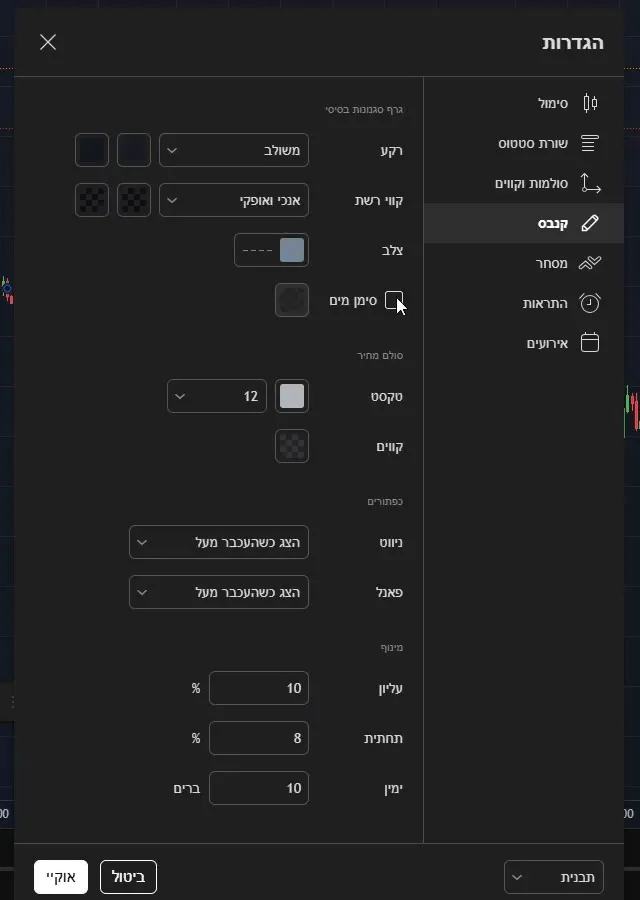 הגדרות
סימול
שורת סטטוס
סולמות וקווים
קנבס
מסחר
התראות
אירועים
גרף סגנונות בסיסי
רקע משולב
קווי רשת אנכי ואופקי
צלב
סימן מים
סולם מחיר
טקסט 12
קווים
כפתורים
ניווט הצג כשהעכבר מעל
פאנל הצג כשהעכבר מעל
מינוף
עליון 10 %
תחתית 8 %
ימין 10 ברים
תבנית
ביטול
אוקיי
00
00